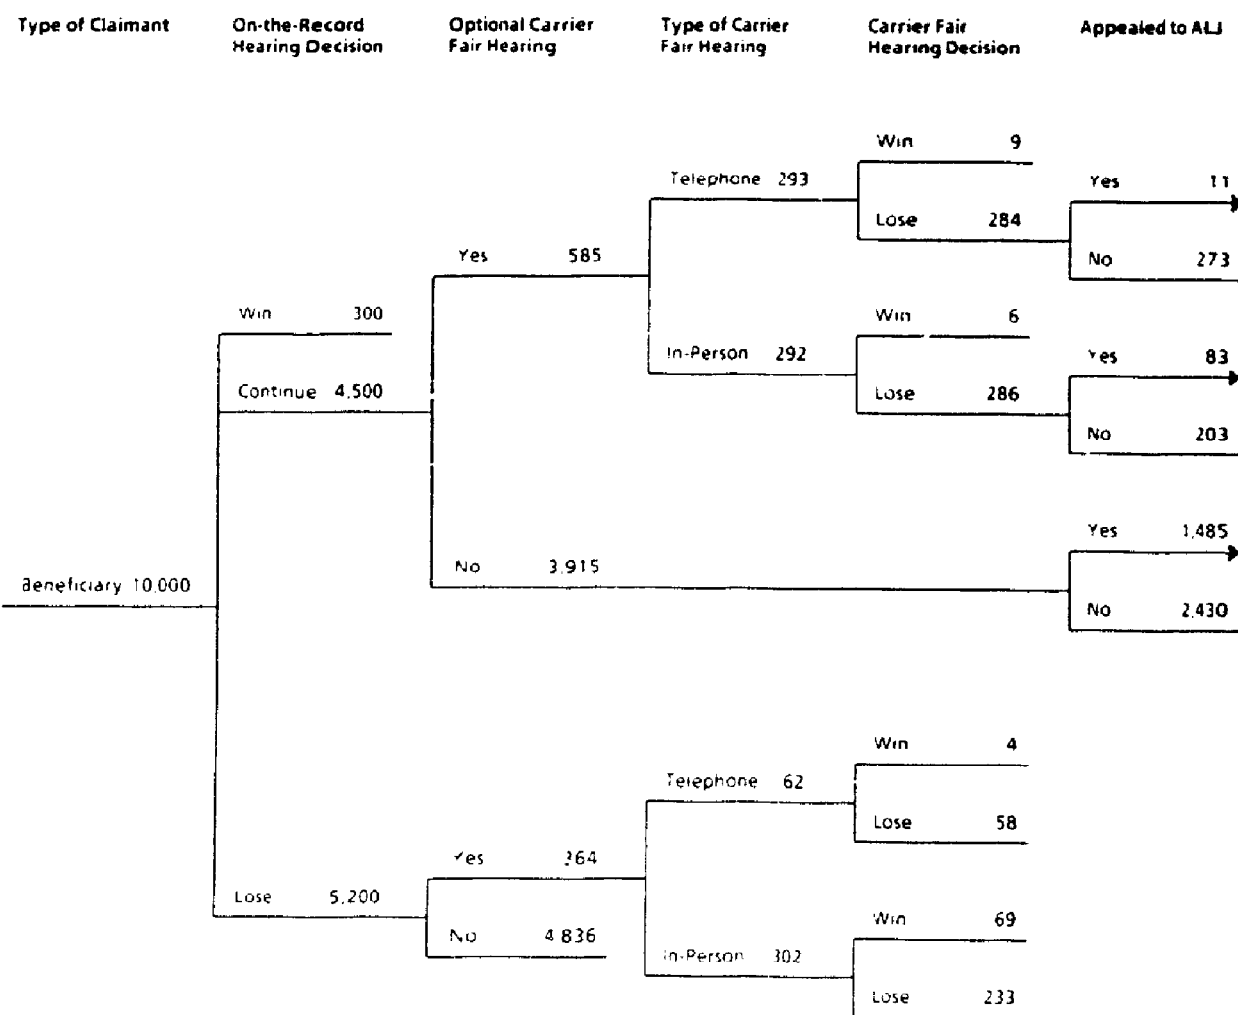 Type of Claimant
On-the-Record
Hearing Decision
Optional Carrier
Fair Hearing
Type of Carrier
Fair Hearing
Carrier Fair
Hearing Decision
Appealed to ALJ
Win 9
Telephone 293
Yes 11
Lose 284
Yes 585
No 273
Win 300
Win 6
In-Person 292
Yes 83
Continue 4,500
Lose 286
No 203
Yes 1,485
No 3,915
Beneficiary 10,000
No 2,430
Win 4
Telephone 62
Lose 58
Yes 364
Lose 5,200
Win 69
No 4,836
In-Person 302
Lose 233